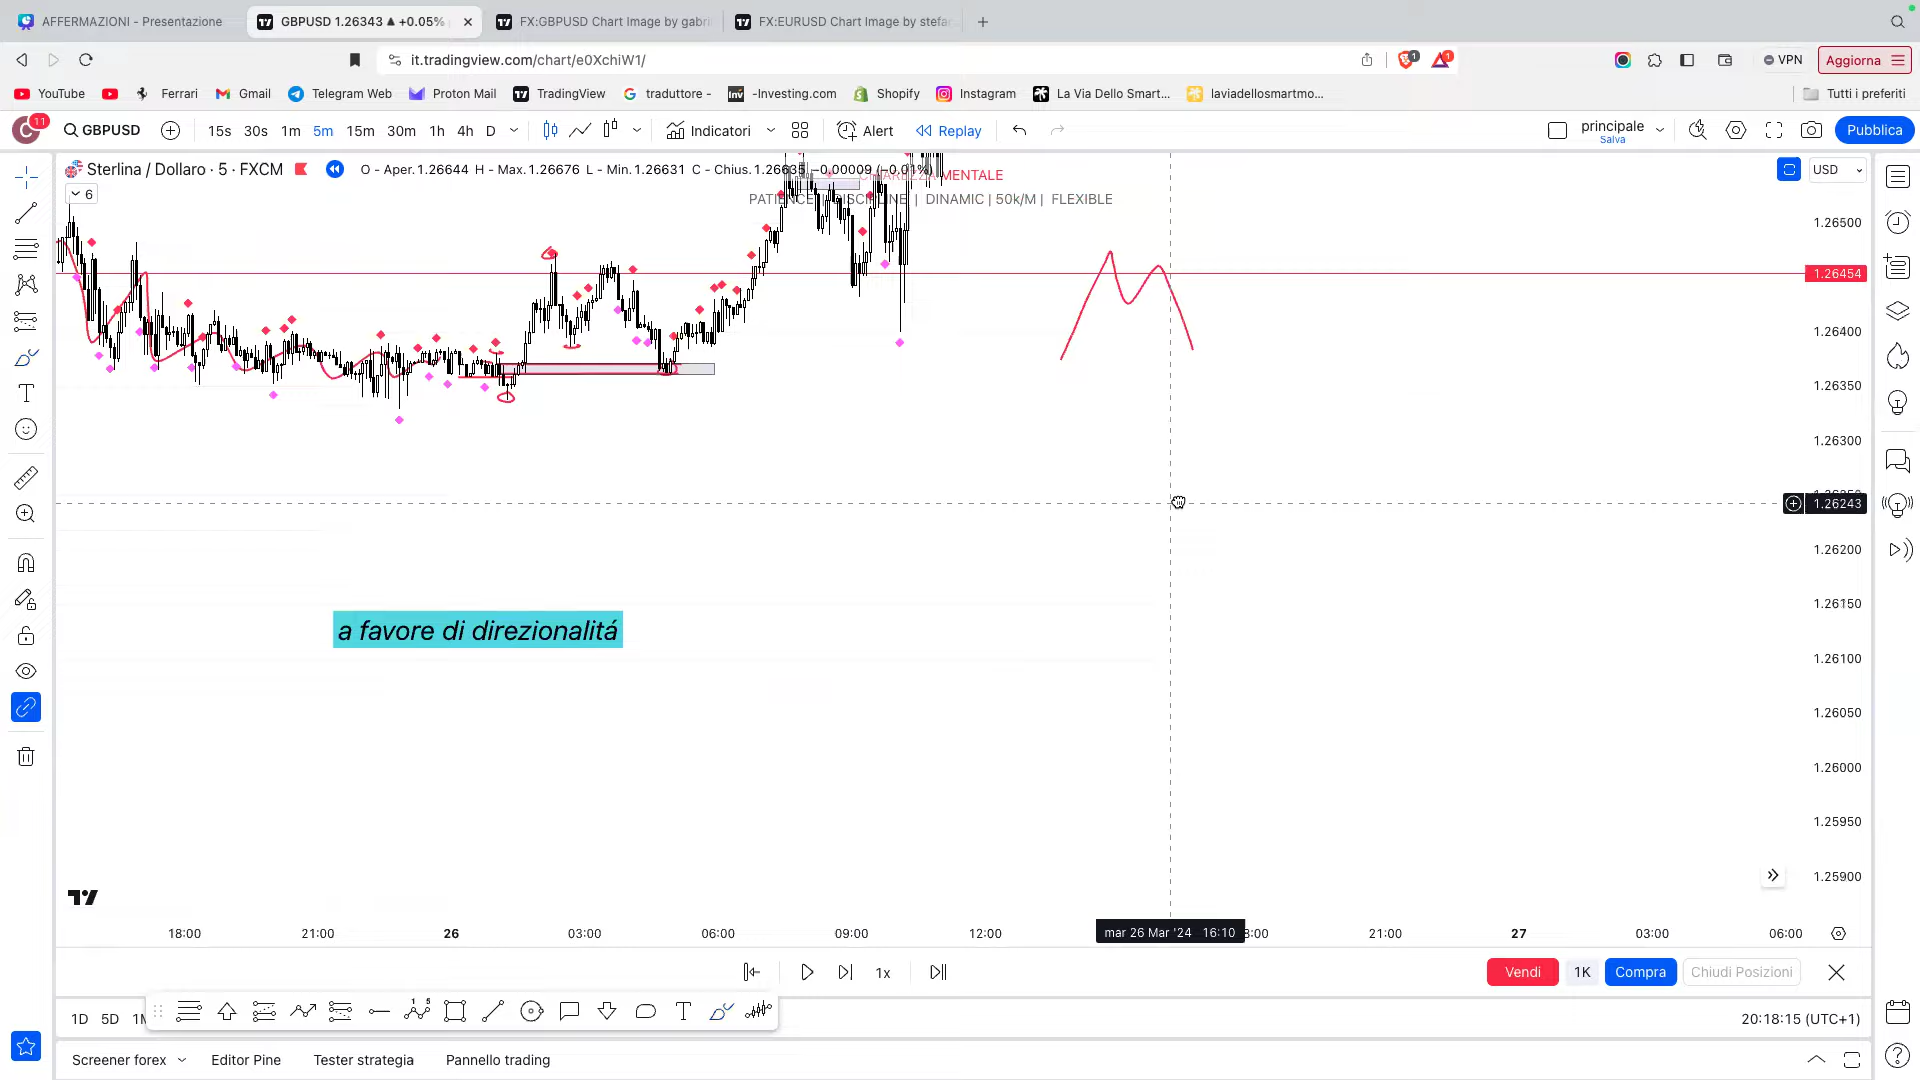 AFFERMAZIONI - Presentazione
GBPUSD 1.26343 ▲ +0.05%
FX:GBPUSD Chart Image by gabri
FX:EURUSD Chart Image by stefa
it.tradingview.com/chart/e0XchiW1/
1
1
VPN
Aggiorna
YouTube
Ferrari
Gmail
Telegram Web
Proton Mail
TradingView
traduttore -
-Investing.com
Shopify
Instagram
La Via Dello Smart...
laviadellosmartmo...
Tutti i preferiti
C
11
GBPUSD
15s 30s 1m 5m 15m 30m 1h 4h D
Indicatori
Alert
Replay
principale
Salva
Pubblica
Sterlina / Dollaro · 5 · FXCM
O - Aper. 1.26644 H - Max. 1.26676 L - Min. 1.26631 C - Chius. 1.26635 −0.00009 (−0.01%)
USD
6
MENTALE
DINAMIC | 50k/M | FLEXIBLE
1.26500
1.26454
1.26400
1.26350
1.26300
1.26243
1.26200
1.26150
1.26100
1.26050
1.26000
1.25950
1.25900
a favore di direzionalitá
18:00 21:00 26 03:00 06:00 09:00 12:00 mar 26 Mar '24 16:10 21:00 27 03:00 06:00
1x
Vendi
1K
Compra
Chiudi Posizioni
1D 5D
1 5
20:18:15 (UTC+1)
Screener forex
Editor Pine
Tester strategia
Pannello trading